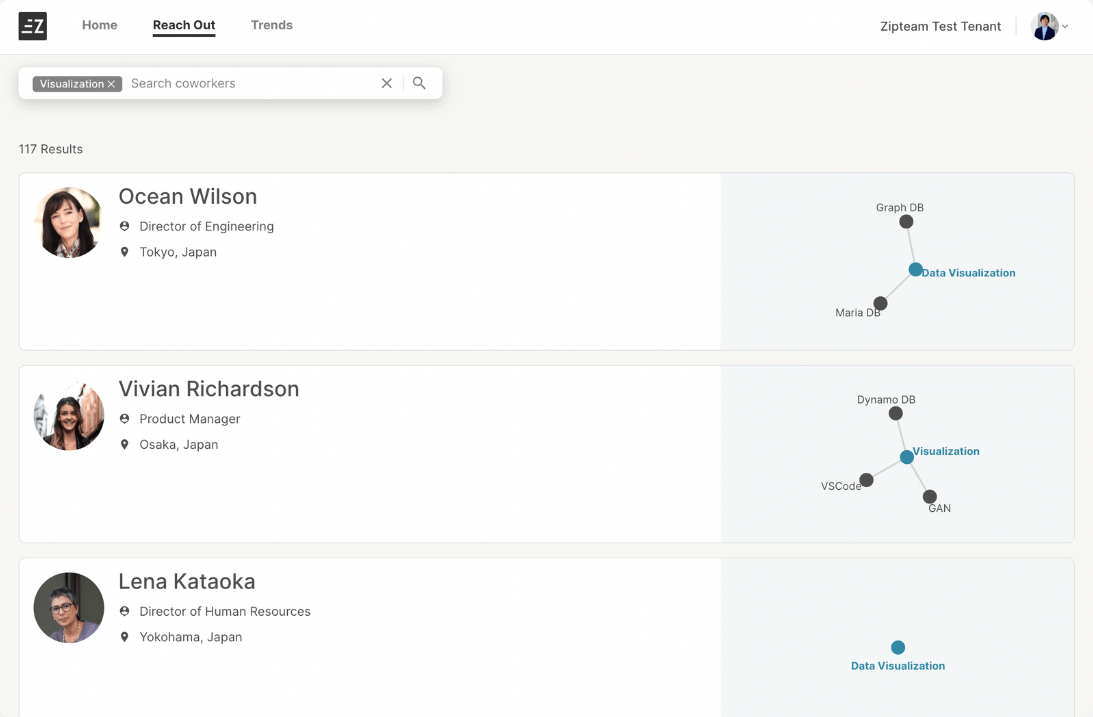 EZ
Home
Reach Out
Trends
Zipteam Test Tenant
Visualization
Search coworkers
117 Results
Ocean Wilson
Director of Engineering
Tokyo, Japan
Graph DB
Data Visualization
Maria DB
Vivian Richardson
Product Manager
Osaka, Japan
Dynamo DB
Visualization
VSCode
GAN
Lena Kataoka
Director of Human Resources
Yokohama, Japan
Data Visualization